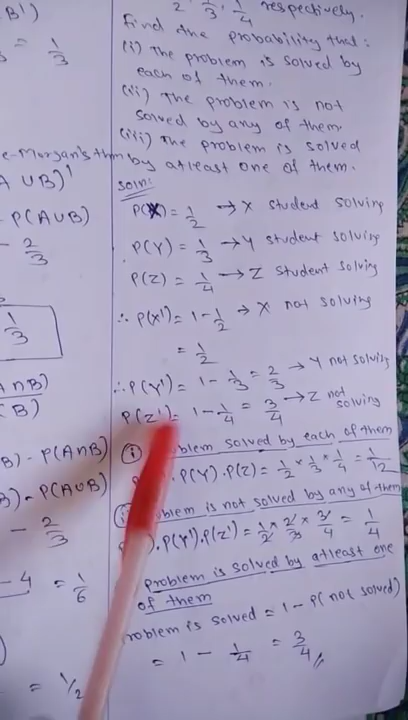 B')
= 1/3
e-Morgan's thm
A ∪ B)'
P(A∪B)
- 2/3
1/3
A∩B)
(B)
B) - P(A∩B)
B) - P(A∪B)
- 2/3
- 4 = 1/6
= 1/2
2, 1/3, 1/4 respectively.
Find the probability that:
(i) The problem is solved by
each of them.
(ii) The problem is not
solved by any of them
(iii) The problem is solved
by atleast one of them.
Soln:
P(X) = 1/2 → X student solving
P(Y) = 1/3 → Y student solving
P(Z) = 1/4 → Z student solving
∴ P(X') = 1 - 1/2 → X not solving
= 1/2
∴ P(Y') = 1 - 1/3 = 2/3 → Y not solving
P(Z') = 1 - 1/4 = 3/4 → Z not
solving
(i) oblem solved by each of them
. P(Y) . P(Z) = 1/2 × 1/3 × 1/4 = 1/12
oblem is not solved by any of them
). P(Y'). P(Z') = 1/2 × 2/3 × 3/4 = 1/4
problem is solved by atleast one
of them
roblem is solved = 1 - P(not solved)
= 1 - 1/4 = 3/4 //